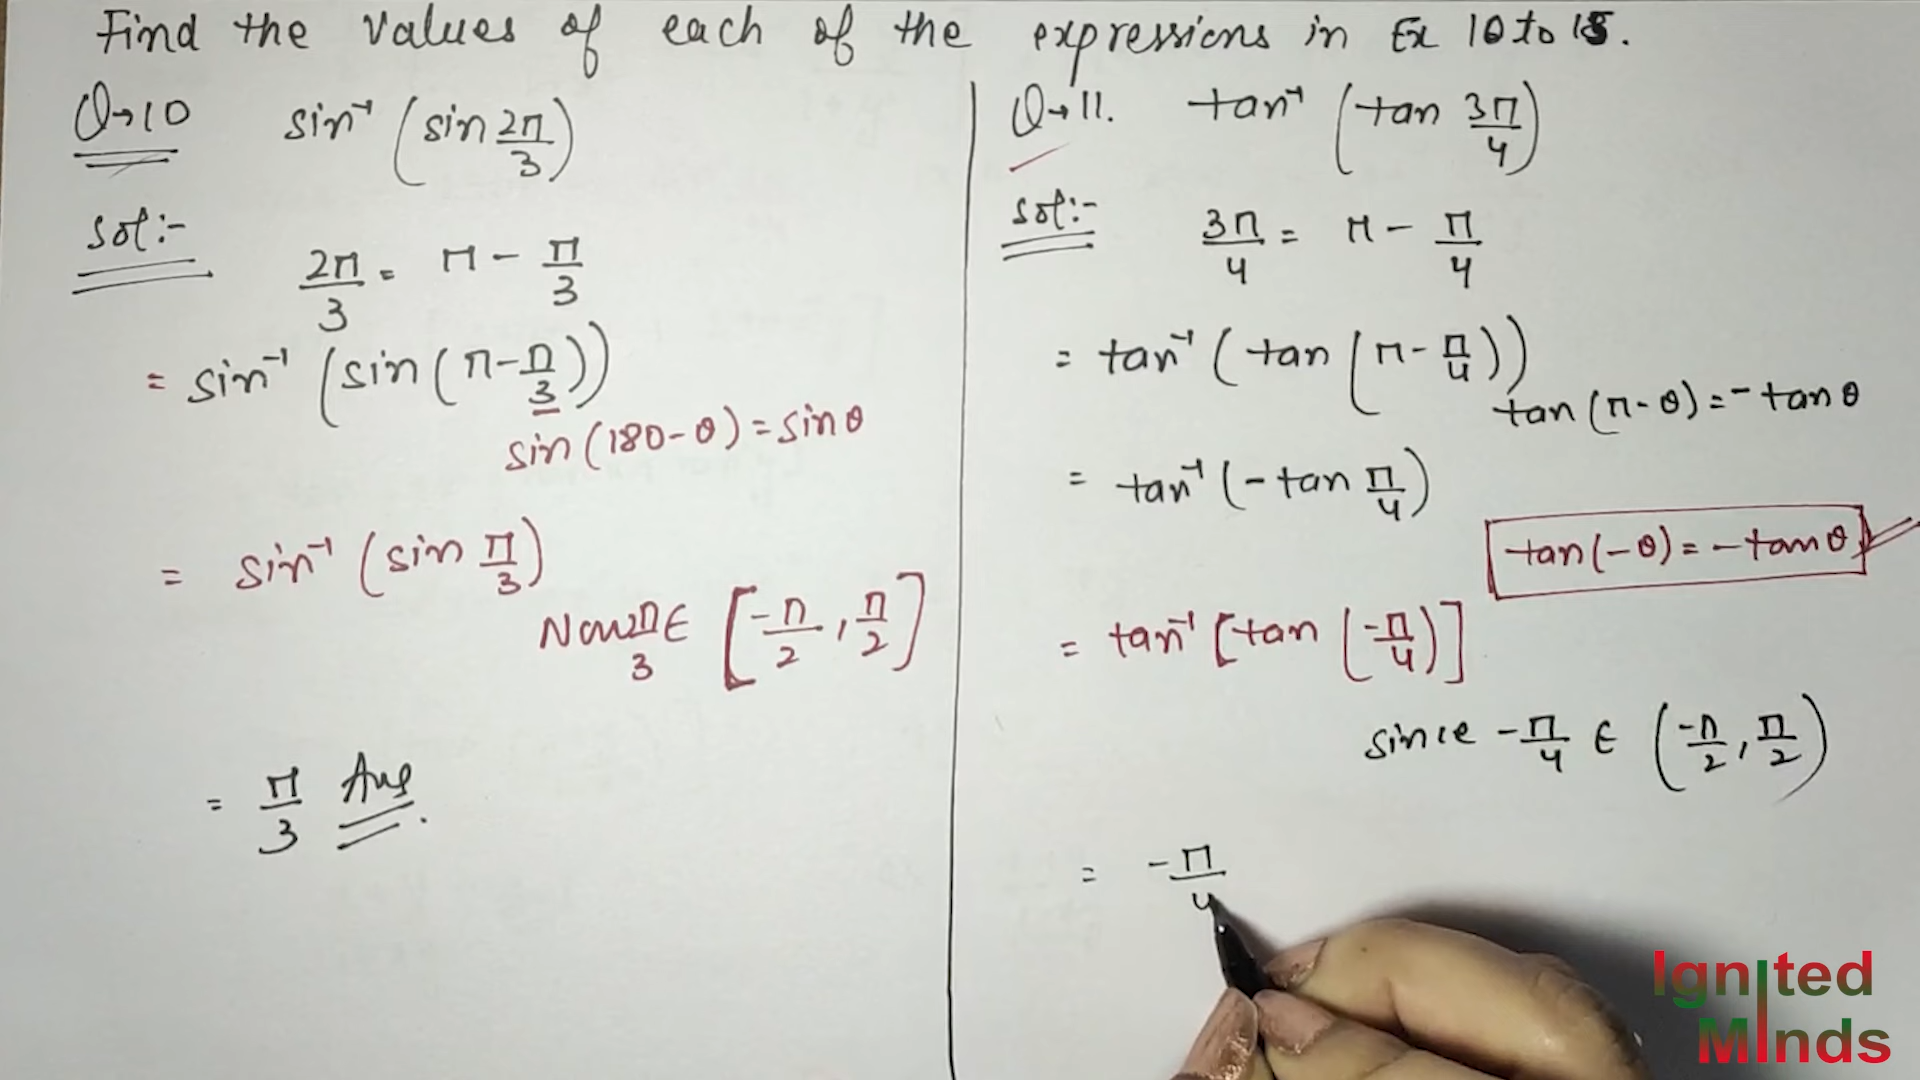 Find the values of each of the expressions in Ex 10 to 15.
Q→10 sin⁻¹ (sin 2π/3)
Sol:-
2π/3 = π - π/3
= sin⁻¹ (sin (π - π/3))
sin (180 - θ) = sin θ
= sin⁻¹ (sin π/3)
∈ [-π/2, π/2]
= π/3 Ans.
Q→11. tan⁻¹ (tan 3π/4)
Sol:-
3π/4 = π - π/4
= tan⁻¹ (tan (π - π/4))
tan (π - θ) = - tan θ
= tan⁻¹ (- tan π/4)
tan (-θ) = - tan θ
= tan⁻¹ [tan (-π/4)]
since -π/4 ∈ (-π/2, π/2)
= -π/4
Ignited
Minds